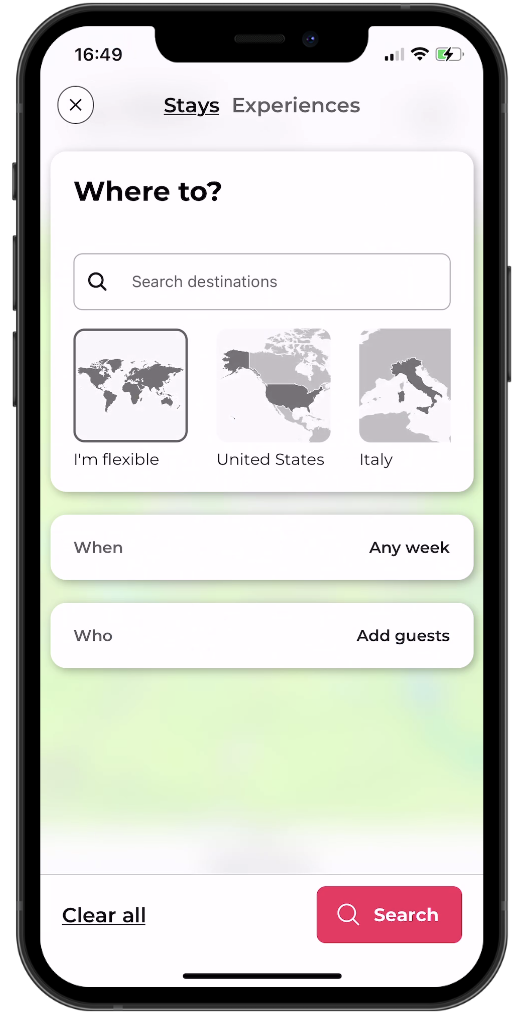 16:49
Stays Experiences
Where to?
Search destinations
I'm flexible United States Italy
When Any week
Who Add guests
Clear all Search